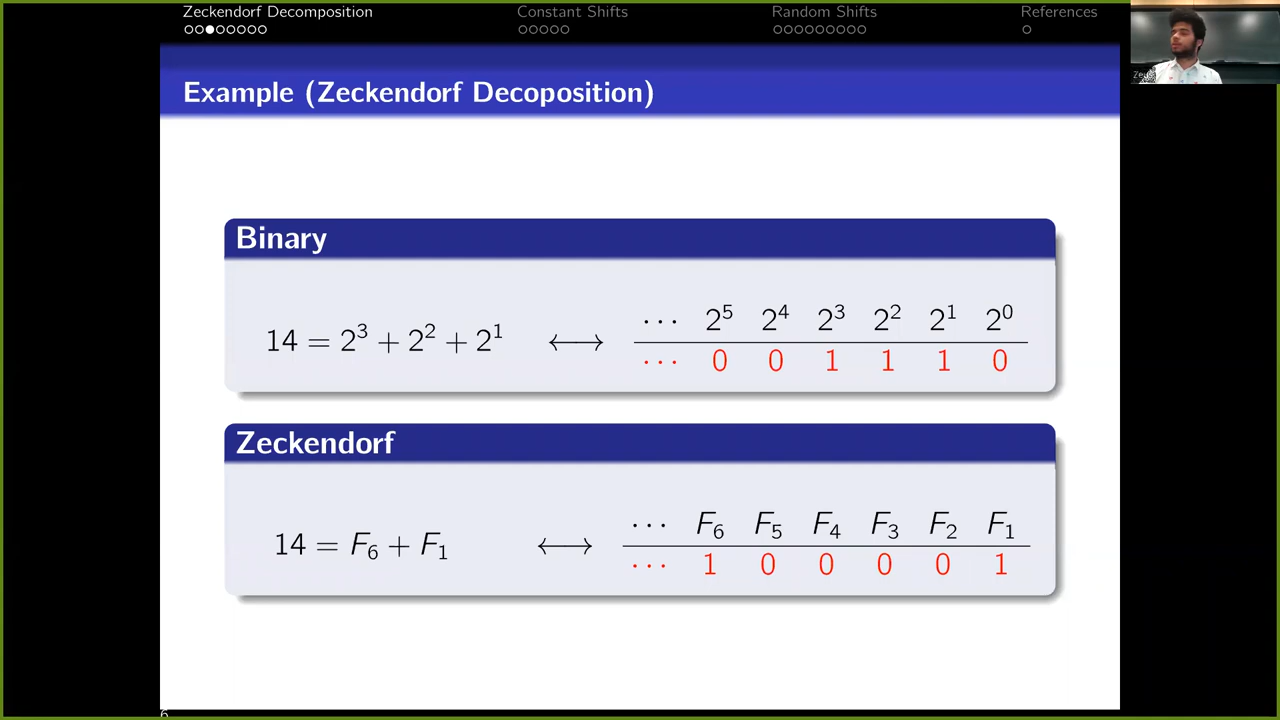 Zeckendorf Decomposition Constant Shifts Random Shifts References
Example (Zeckendorf Decoposition)
Binary
14 = 2³ + 2² + 2¹ ⟷ ··· 2⁵ 2⁴ 2³ 2² 2¹ 2⁰
··· 0 0 1 1 1 0
Zeckendorf
14 = F₆ + F₁ ⟷ ··· F₆ F₅ F₄ F₃ F₂ F₁
··· 1 0 0 0 0 1